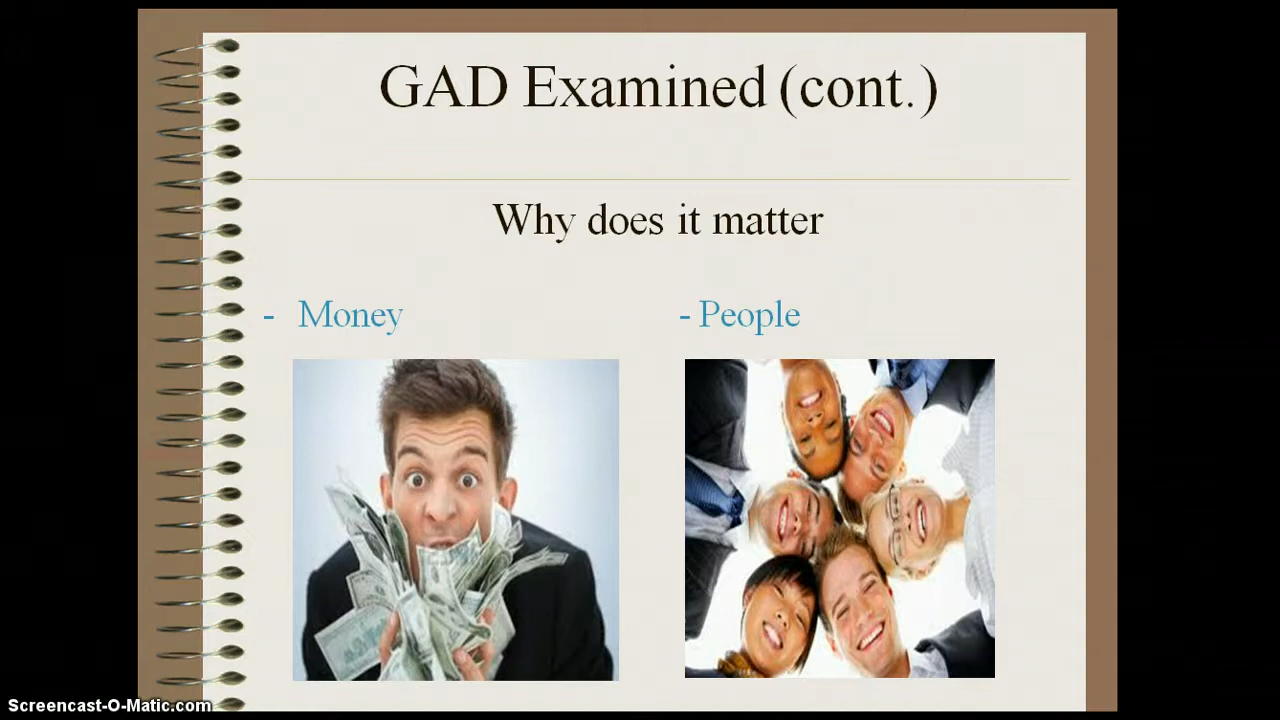 GAD Examined (cont.)
Why does it matter
- Money
- People
Screencast-O-Matic.com